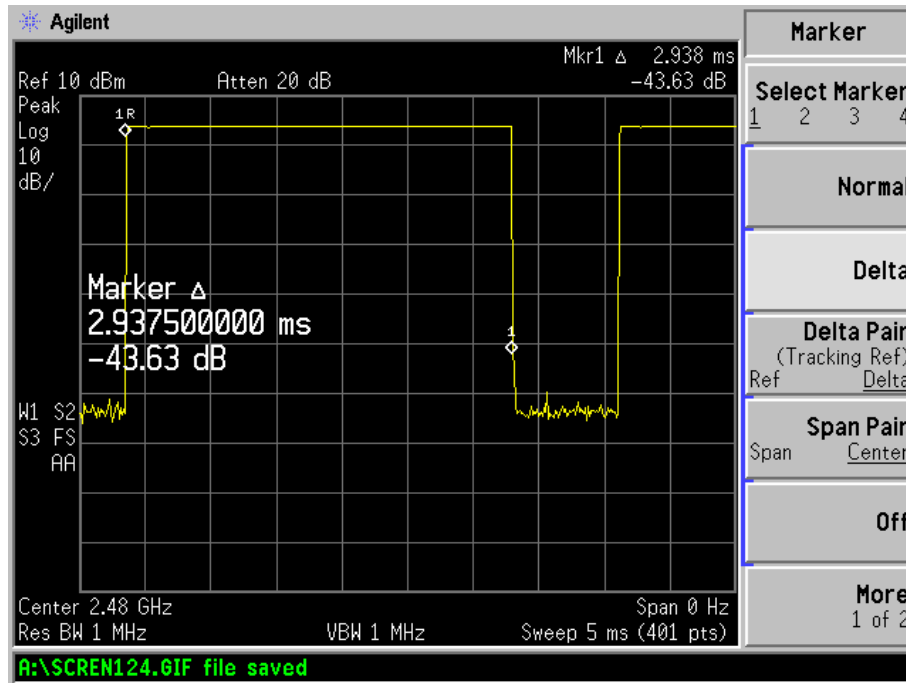 Agilent
Mkr1 Δ 2.938 ms
Ref 10 dBm Atten 20 dB -43.63 dB
Peak
Log
10
dB/
1R
Marker Δ
2.937500000 ms
-43.63 dB
1
W1 S2
S3 FS
AA
Center 2.48 GHz Span 0 Hz
Res BW 1 MHz VBW 1 MHz Sweep 5 ms (401 pts)
A:\SCREN124.GIF file saved
Marker
Select Marker
1 2 3 4
Normal
Delta
Delta Pair
(Tracking Ref)
Ref Delta
Span Pair
Span Center
Off
More
1 of 2